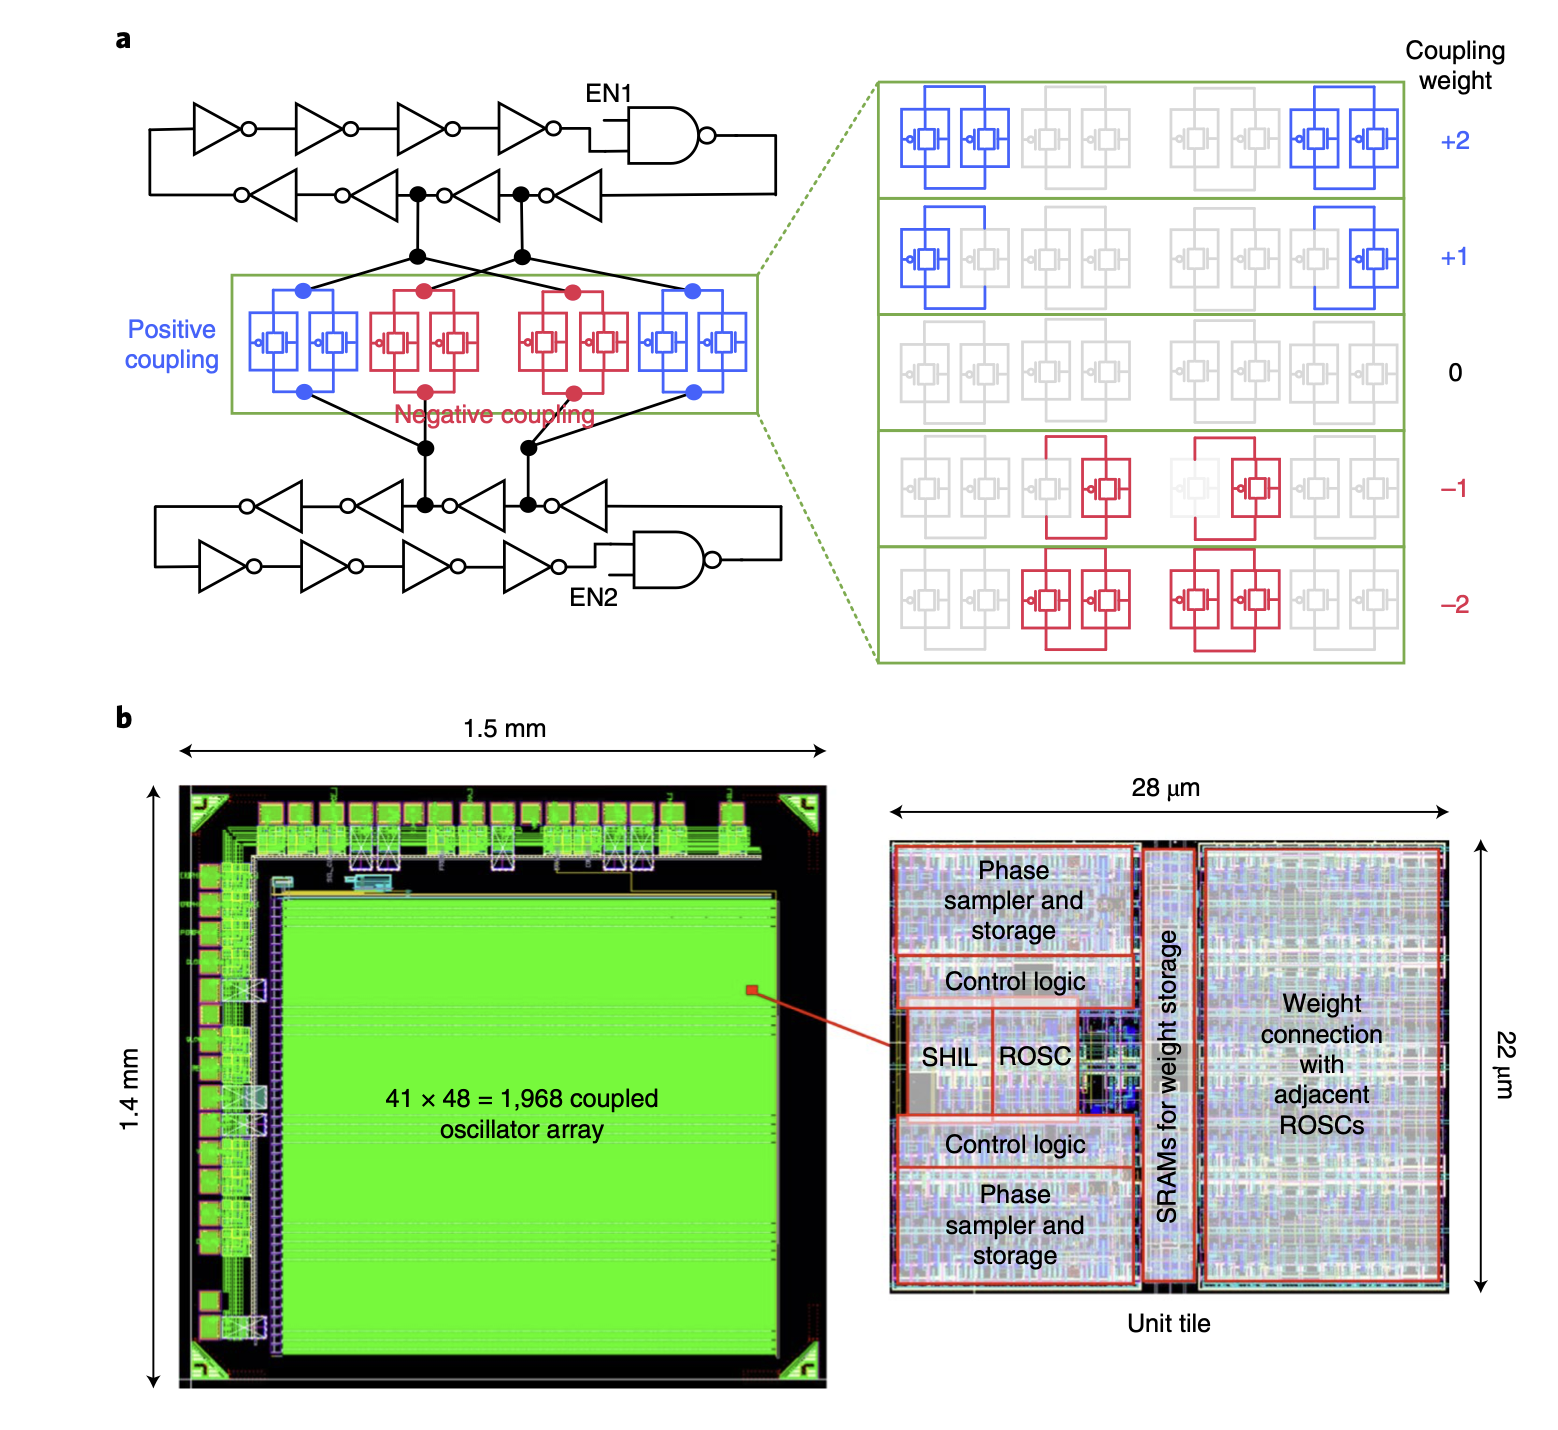 a
Coupling
weight
EN1
+2
+1
Positive
coupling
0
Negative coupling
–1
EN2
–2
b
1.5 mm
28 μm
1.4 mm
41 × 48 = 1,968 coupled
oscillator array
Phase
sampler and
storage
Control logic
SHIL
ROSC
Control logic
Phase
sampler and
storage
SRAMs for weight storage
Weight
connection
with
adjacent
ROSCs
22 μm
Unit tile